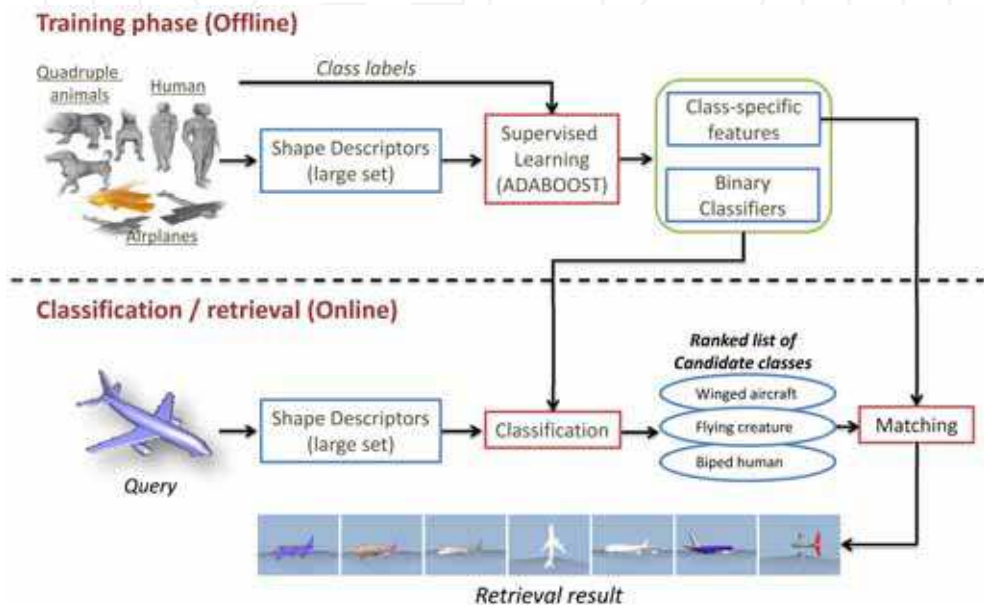 Training phase (Offline)
Quadruple
animals
Human
Airplanes
Class labels
Shape Descriptors
(large set)
Supervised
Learning
(ADABOOST)
Class-specific
features
Binary
Classifiers
Classification / retrieval (Online)
Query
Shape Descriptors
(large set)
Classification
Ranked list of
Candidate classes
Winged aircraft
Flying creature
Biped human
Matching
Retrieval result